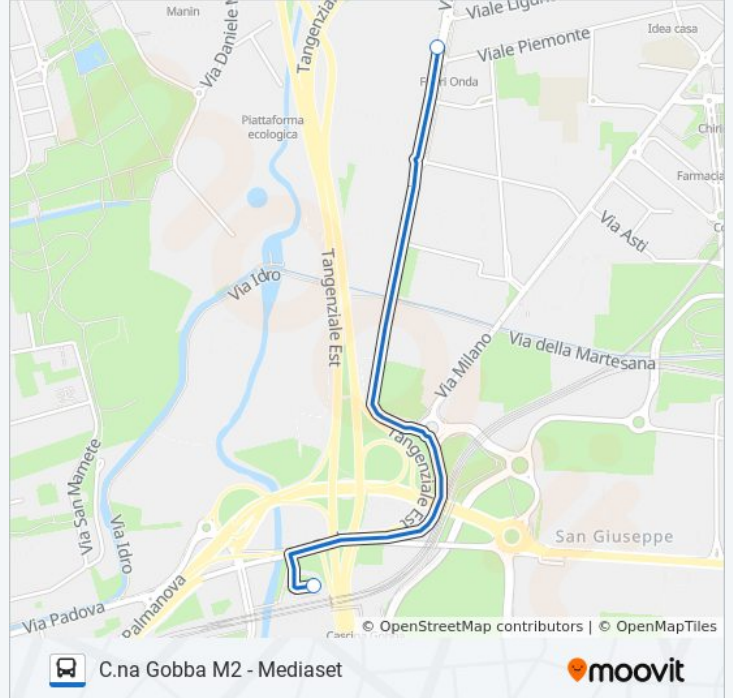 Manin
Via Daniele
Tangenziale
Viale Liguria
Viale Piemonte
Idea casa
Fuori Onda
Piattaforma
ecologica
Farmacia
Via Asti
Via Idro
Tangenziale Est
Via Milano
Via della Martesana
Tangenziale Est
Via San Mamete
Via Idro
San Giuseppe
Via Padova
Palmanova
© OpenStreetMap contributors | © OpenMapTiles
C.na Gobba M2 - Mediaset
moovit